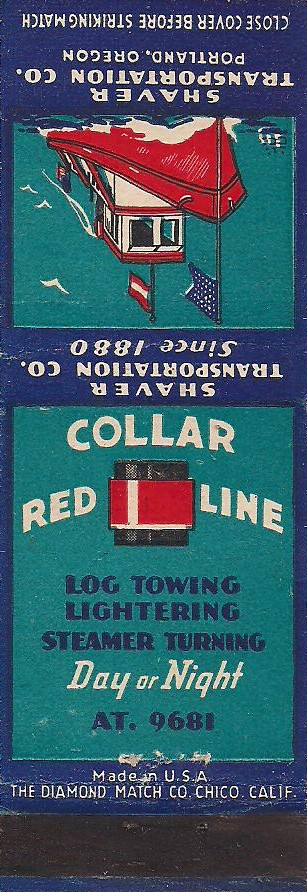 CLOSE COVER BEFORE STRIKING MATCH
PORTLAND, OREGON
TRANSPORTATION CO.
SHAVER
Since 1880
TRANSPORTATION CO.
SHAVER
COLLAR
RED LINE
LOG TOWING
LIGHTERING
STEAMER TURNING
Day or Night
AT. 9681
Made in U.S.A.
THE DIAMOND MATCH CO. CHICO. CALIF.